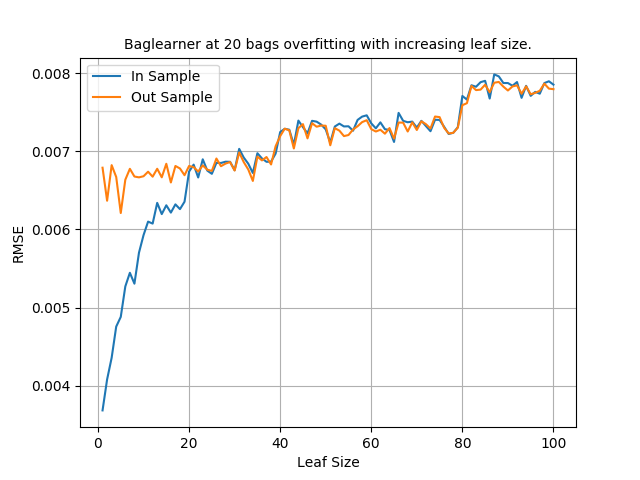 Baglearner at 20 bags overfitting with increasing leaf size.
In Sample
Out Sample
0.008
0.007
0.006
0.005
0.004
RMSE
0
20
40
60
80
100
Leaf Size